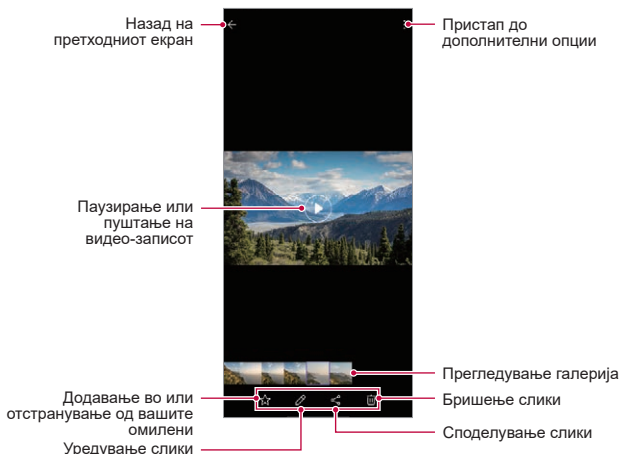 Назад на
претходниот екран
Пристап до
дополнителни опции
Паузирање или
пуштање на
видео-записот
Прегледување галерија
Додавање во или
отстранување од вашите
омилени
Бришење слики
Споделување слики
Уредување слики